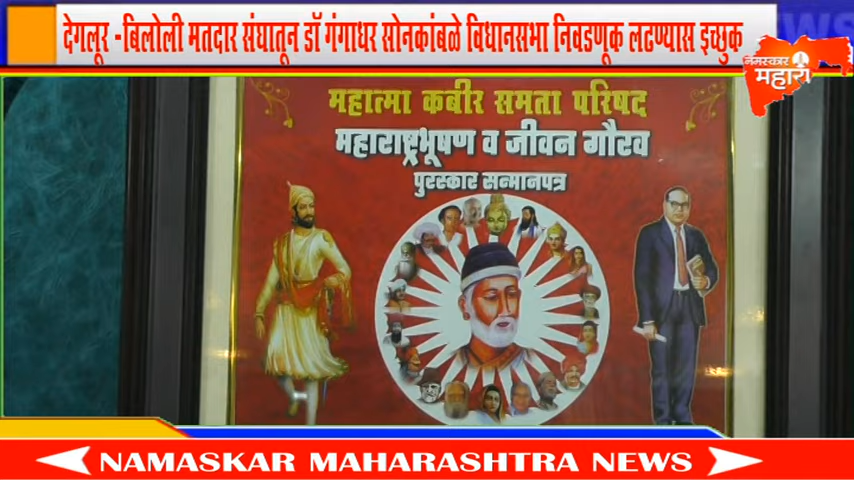 देगलूर -बिलोली मतदार संघातून डॉ गंगाधर सोनकांबळे विधानसभा निवडणूक लढण्यास इच्छुक
नमस्कार
महारा
महात्मा कबीर समता परिषद
महाराष्ट्रभूषण व जीवन गौरव
पुरस्कार सन्मानपत्र
NAMASKAR MAHARASHTRA NEWS